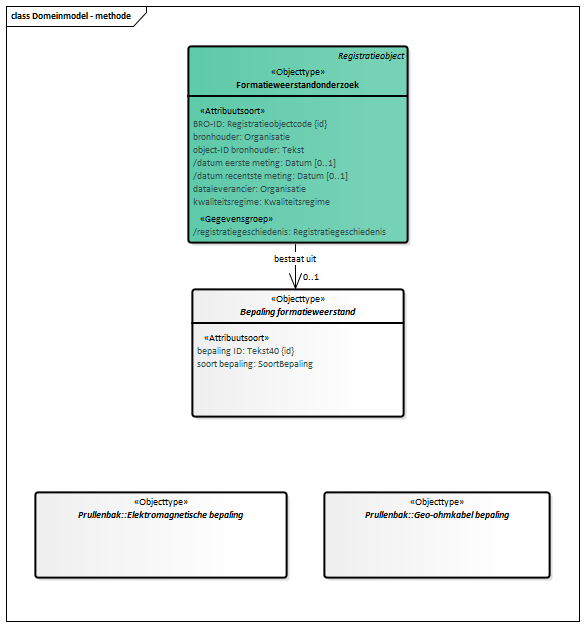 class Domeinmodel - methode
Registratieobject
«Objecttype»
Formatieweerstandonderzoek
«Attribuutsoort»
BRO-ID: Registratieobjectcode {id}
bronhouder: Organisatie
object-ID bronhouder: Tekst
/datum eerste meting: Datum [0..1]
/datum recentste meting: Datum [0..1]
dataleverancier: Organisatie
kwaliteitsregime: Kwaliteitsregime
«Gegevensgroep»
/registratiegeschiedenis: Registratiegeschiedenis
bestaat uit
0..1
«Objecttype»
Bepaling formatieweerstand
«Attribuutsoort»
bepaling ID: Tekst40 {id}
soort bepaling: SoortBepaling
«Objecttype»
Prullenbak::Elektromagnetische bepaling
«Objecttype»
Prullenbak::Geo-ohmkabel bepaling